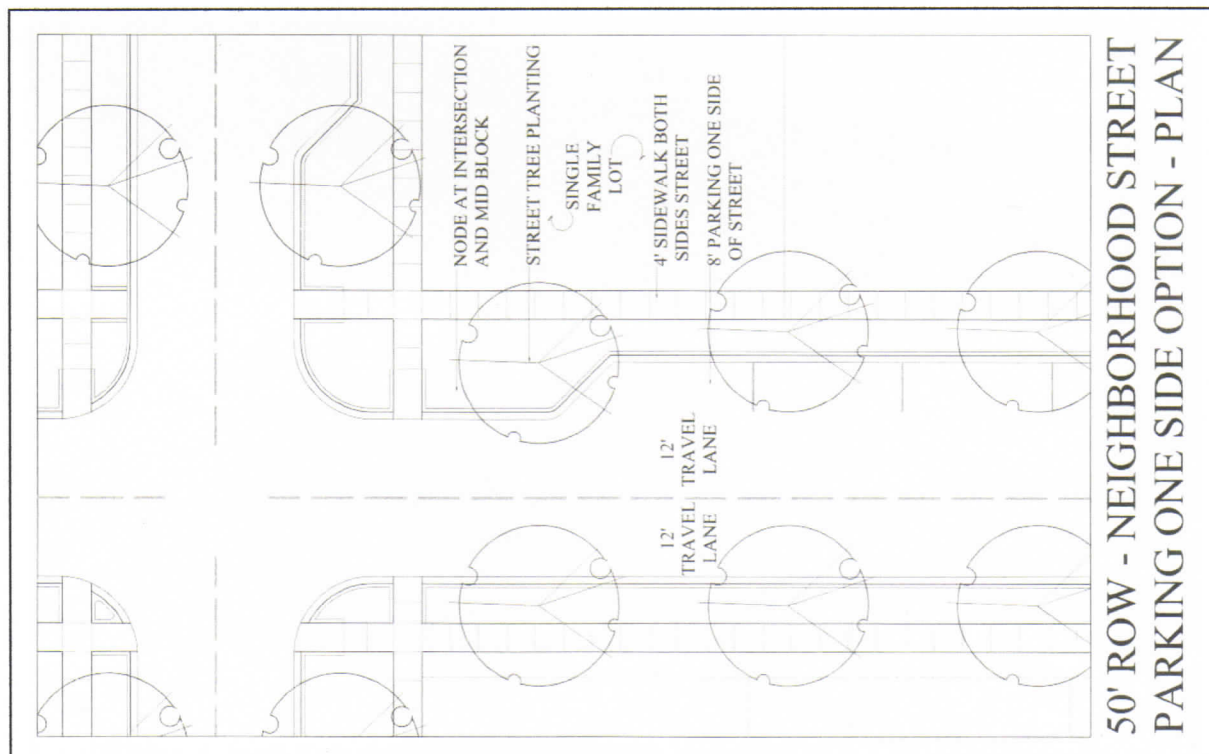 NODE AT INTERSECTION
AND MID BLOCK
STREET TREE PLANTING
SINGLE
FAMILY
LOT
4' SIDEWALK BOTH
SIDES STREET
8' PARKING ONE SIDE
OF STREET
12'
TRAVEL
LANE
12'
TRAVEL
LANE
50' ROW - NEIGHBORHOOD STREET
PARKING ONE SIDE OPTION - PLAN